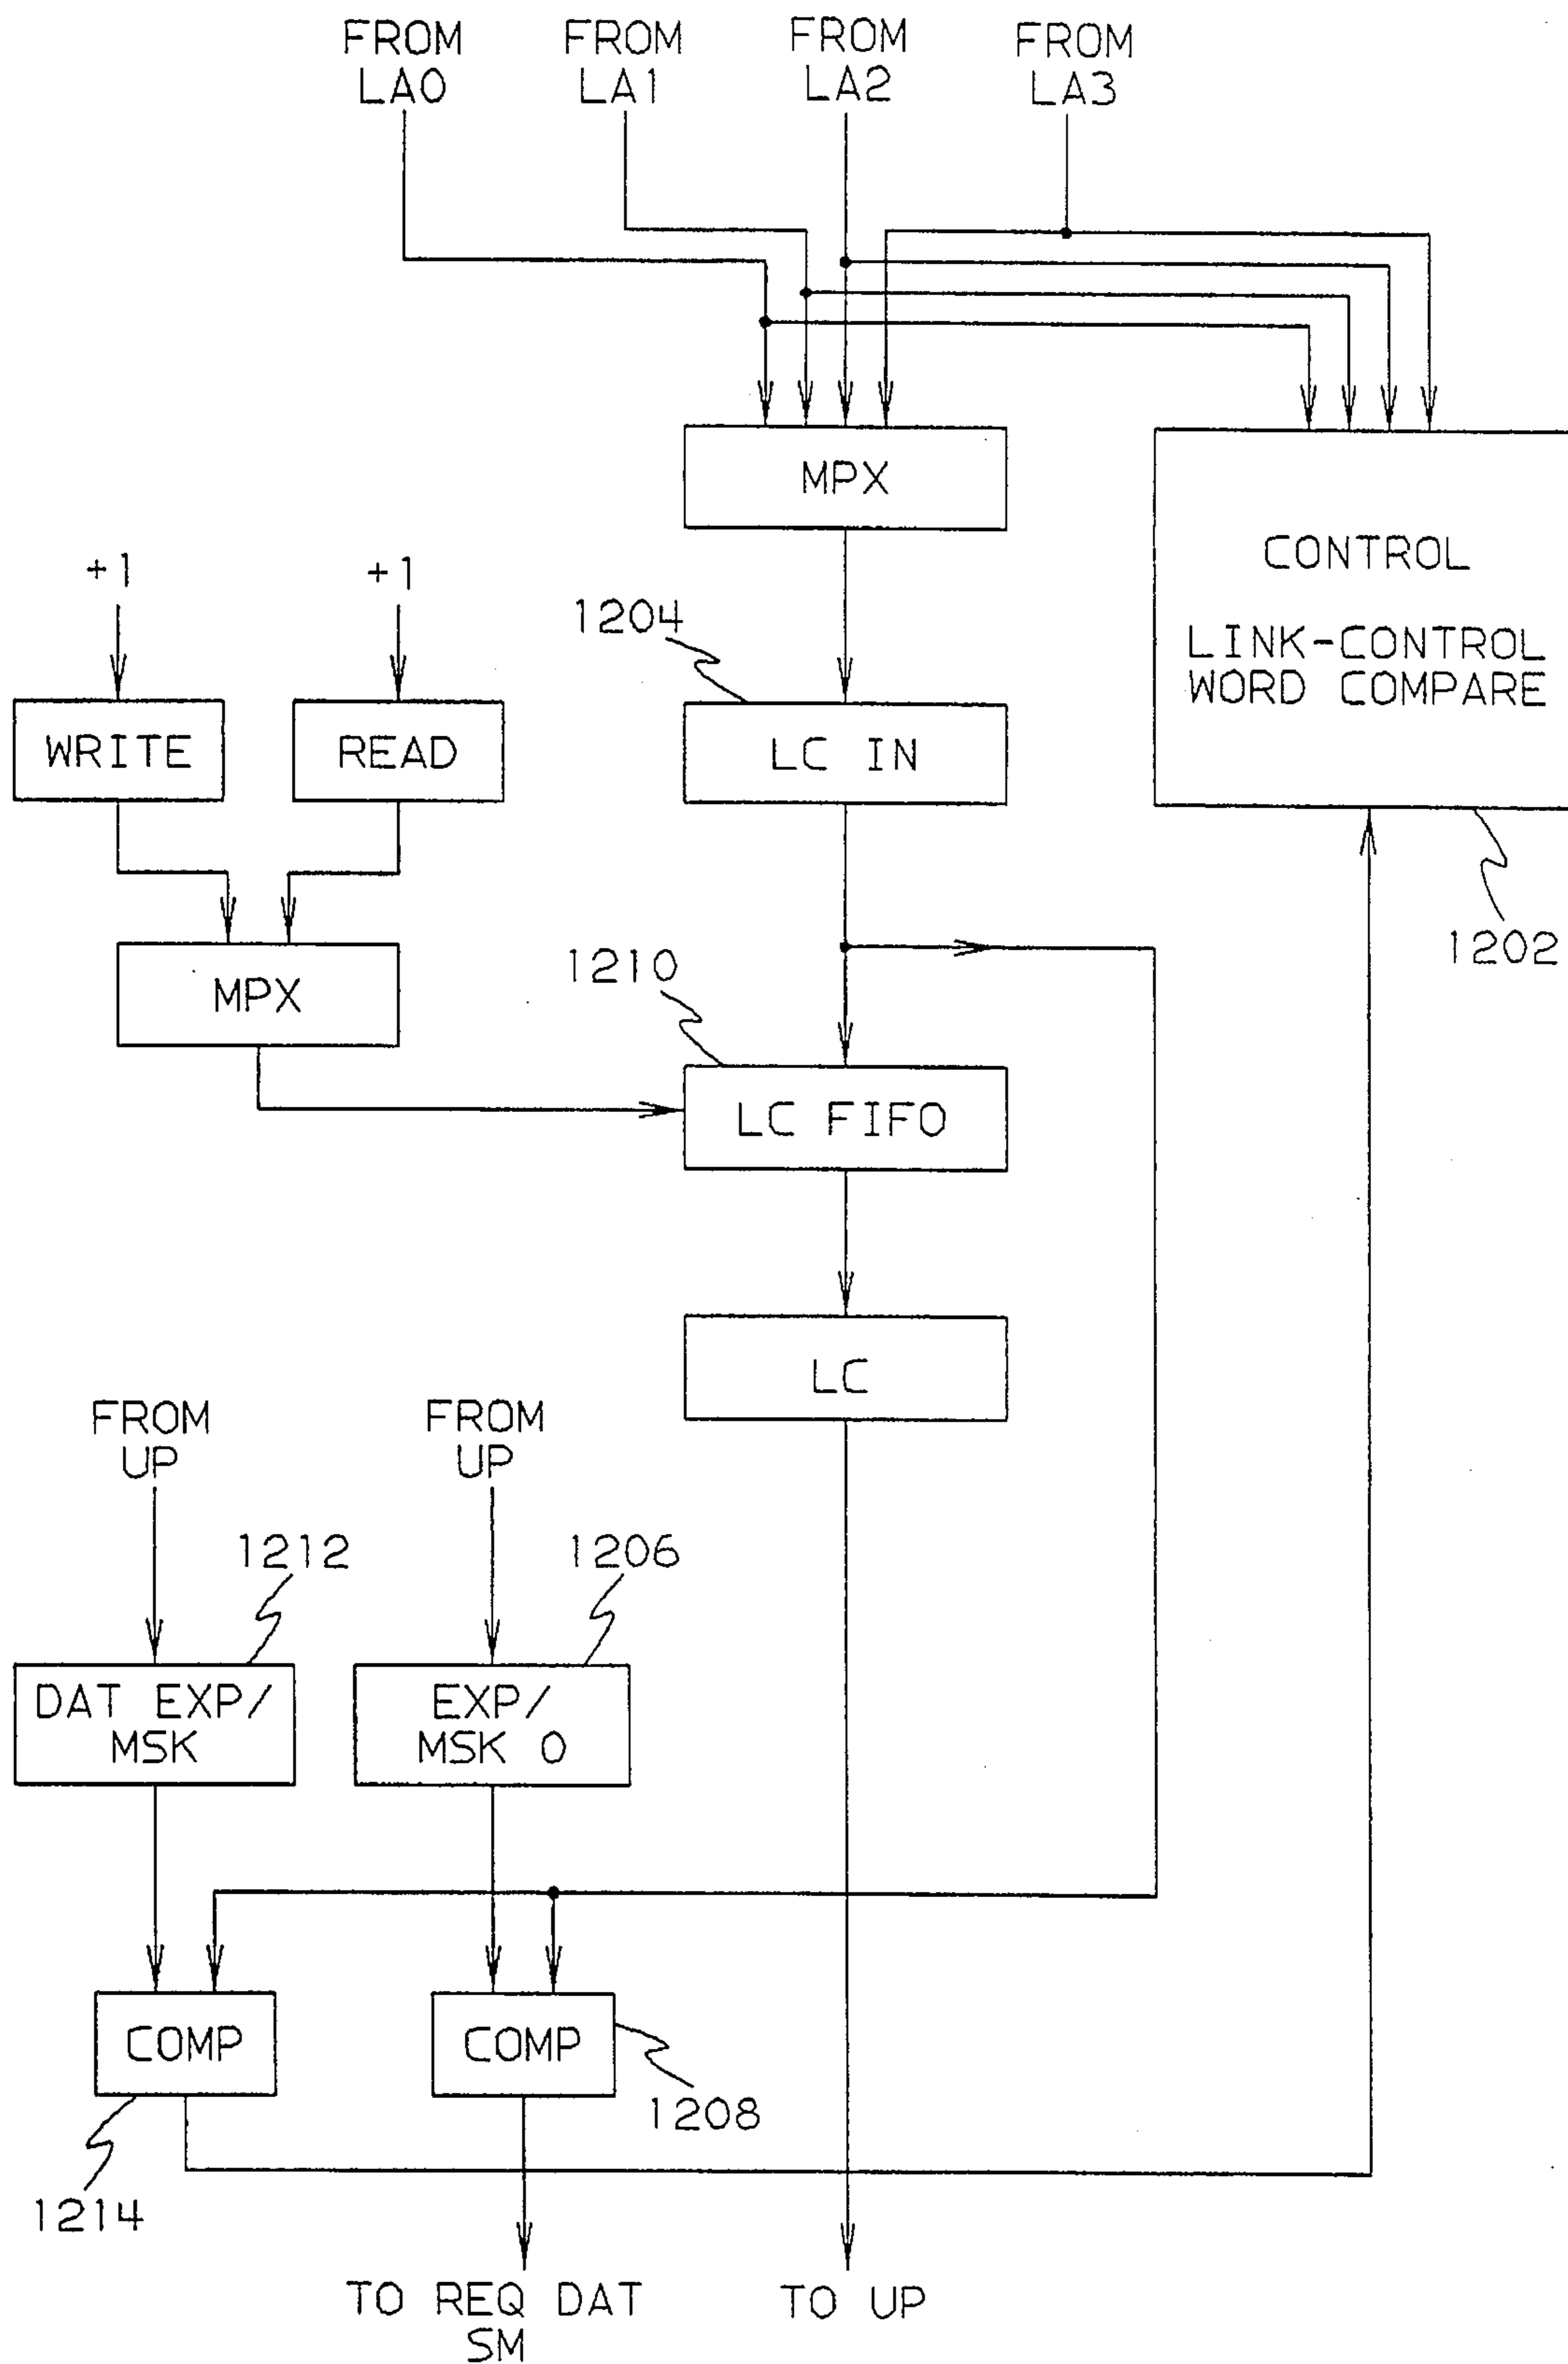 FROM LA0
FROM LA1
FROM LA2
FROM LA3
MPX
CONTROL
LINK-CONTROL
WORD COMPARE
1202
+1
+1
1204
WRITE
READ
LC IN
MPX
1210
LC FIFO
LC
FROM UP
FROM UP
1212
1206
DAT EXP/
MSK
EXP/
MSK 0
COMP
COMP
1208
1214
TO REQ DAT
SM
TO UP